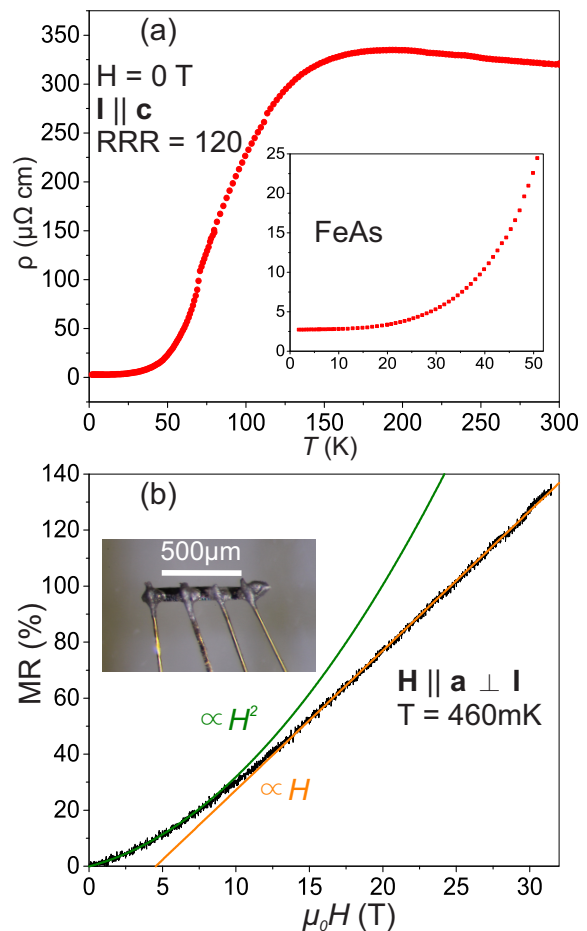 (a)
H = 0 T
I || c
RRR = 120
FeAs
25
20
15
10
5
0
0 10 20 30 40 50
350
300
250
200
150
100
50
0
ρ (μΩ cm)
0 50 100 150 200 250 300
T (K)
(b)
500μm
∝ H²
∝ H
H || a ⊥ I
T = 460mK
140
120
100
80
60
40
20
0
MR (%)
0 5 10 15 20 25 30
μ₀H (T)